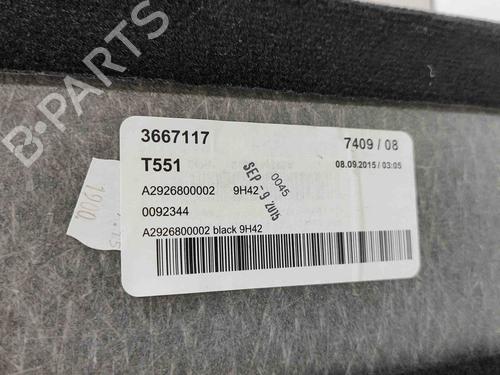 3667117
7409 / 08
T551
08.09.2015 / 03:05
A2926800002 9H42
0045
SEP -9 2015
0092344
A2926800002 black 9H42
B-PARTS